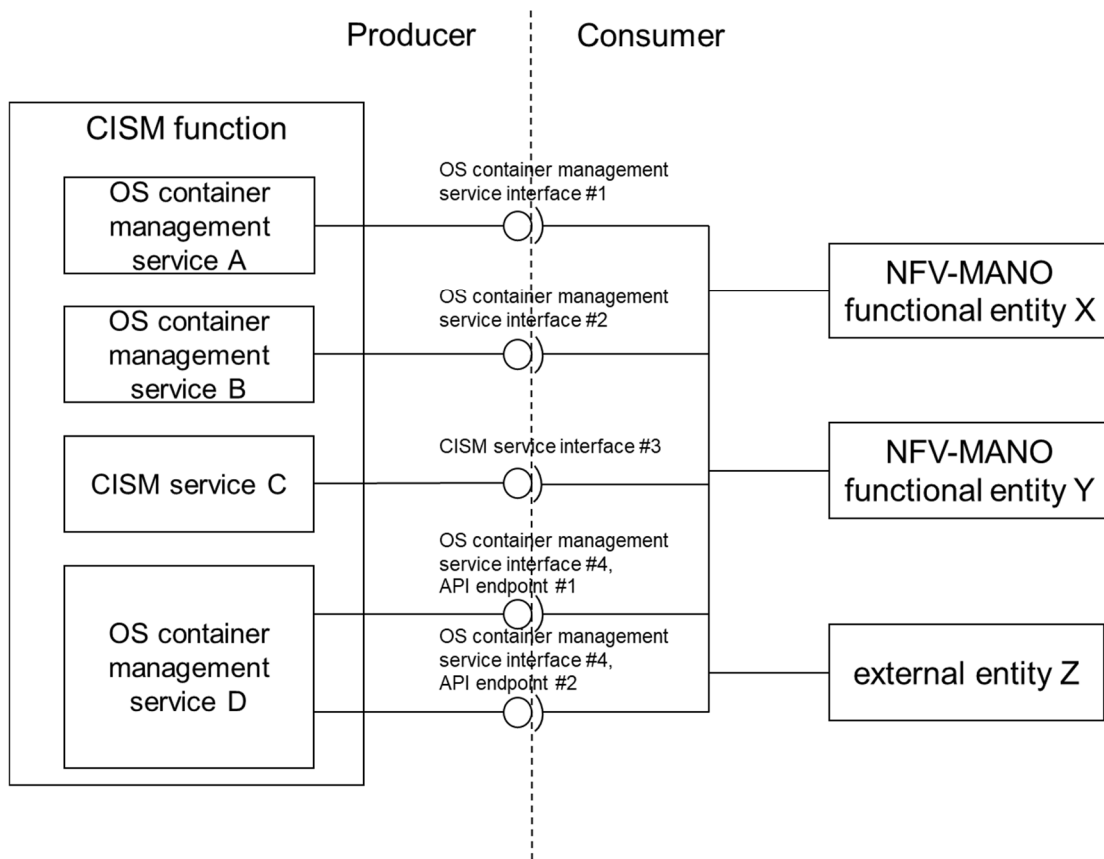 Producer
Consumer
CISM function
OS container
management
service A
OS container
management
service B
CISM service C
OS container
management
service D
OS container management
service interface #1
OS container management
service interface #2
CISM service interface #3
OS container management
service interface #4,
API endpoint #1
OS container management
service interface #4,
API endpoint #2
NFV-MANO
functional entity X
NFV-MANO
functional entity Y
external entity Z